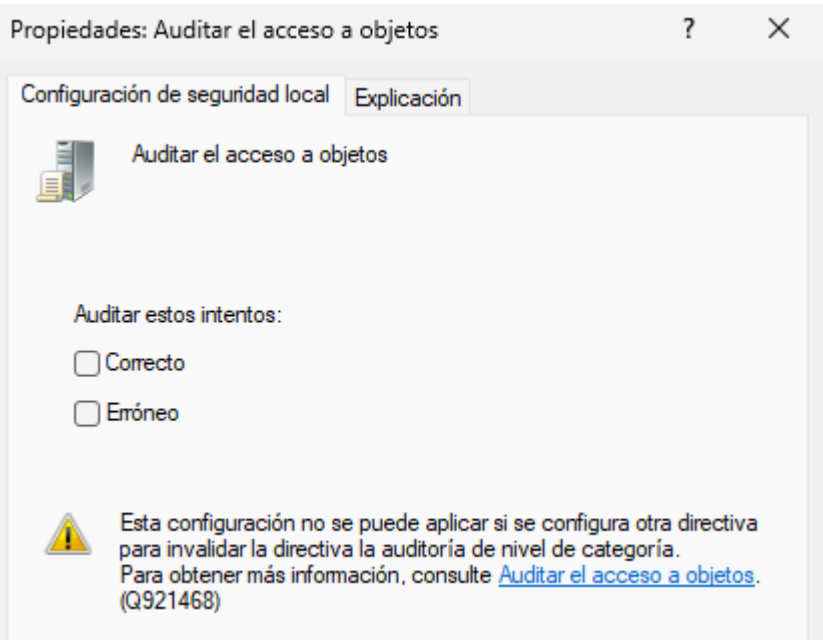 Propiedades: Auditar el acceso a objetos ? ×
Configuración de seguridad local Explicación
Auditar el acceso a objetos
Auditar estos intentos:
Correcto
Erróneo
Esta configuración no se puede aplicar si se configura otra directiva
para invalidar la directiva la auditoría de nivel de categoría.
Para obtener más información, consulte Auditar el acceso a objetos.
(Q921468)